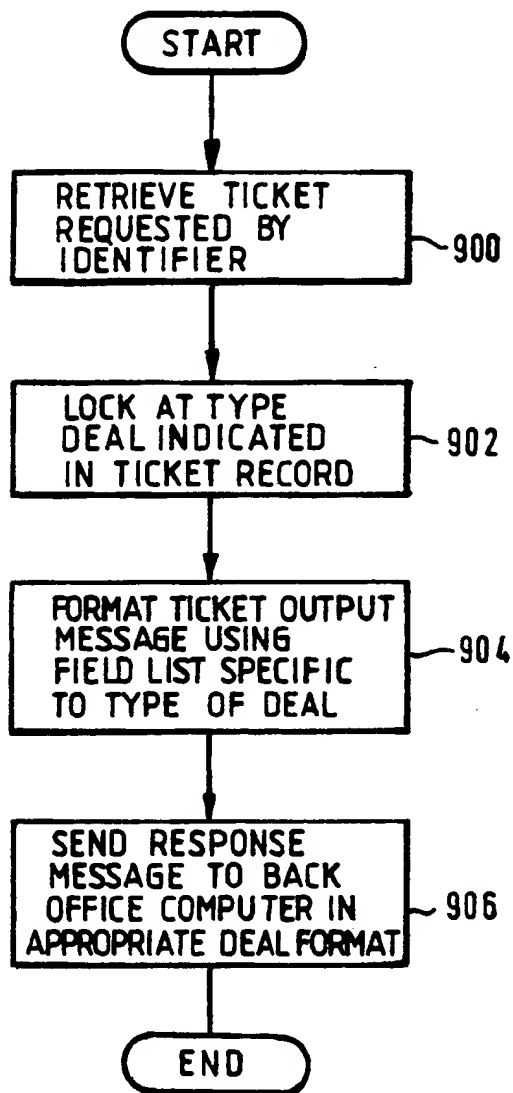 START
RETRIEVE TICKET
REQUESTED BY
IDENTIFIER
900
LOCK AT TYPE
DEAL INDICATED
IN TICKET RECORD
902
FORMAT TICKET OUTPUT
MESSAGE USING
FIELD LIST SPECIFIC
TO TYPE OF DEAL
904
SEND RESPONSE
MESSAGE TO BACK
OFFICE COMPUTER IN
APPROPRIATE DEAL FORMAT
906
END